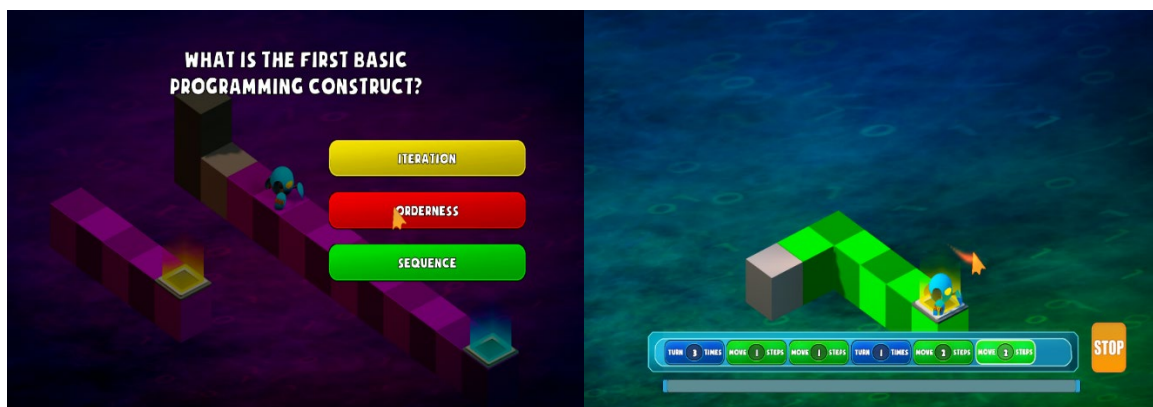 WHAT IS THE FIRST BASIC
PROGRAMMING CONSTRUCT?
ITERATION
ORDERNESS
SEQUENCE
TURN 3 TIMES
MOVE 1 STEPS
MOVE 1 STEPS
TURN 1 TIMES
MOVE 2 STEPS
MOVE 2 STEPS
STOP